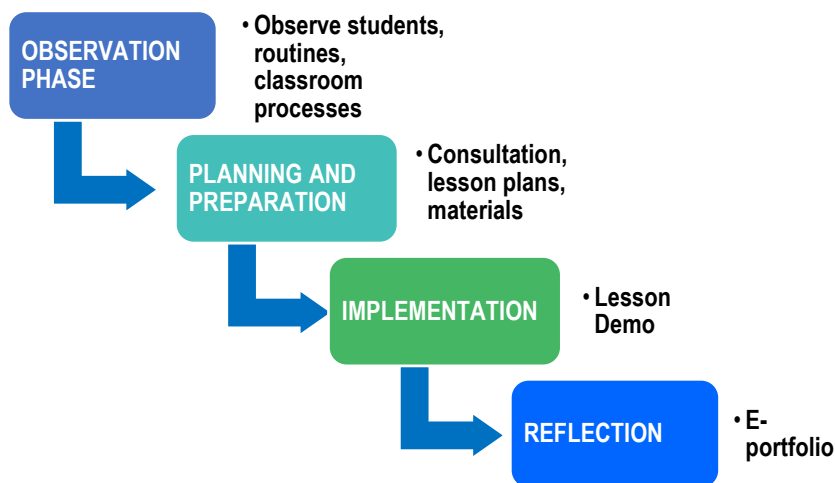 OBSERVATION
PHASE
• Observe students,
routines,
classroom
processes
PLANNING AND
PREPARATION
• Consultation,
lesson plans,
materials
IMPLEMENTATION
• Lesson
Demo
REFLECTION
• E-
portfolio